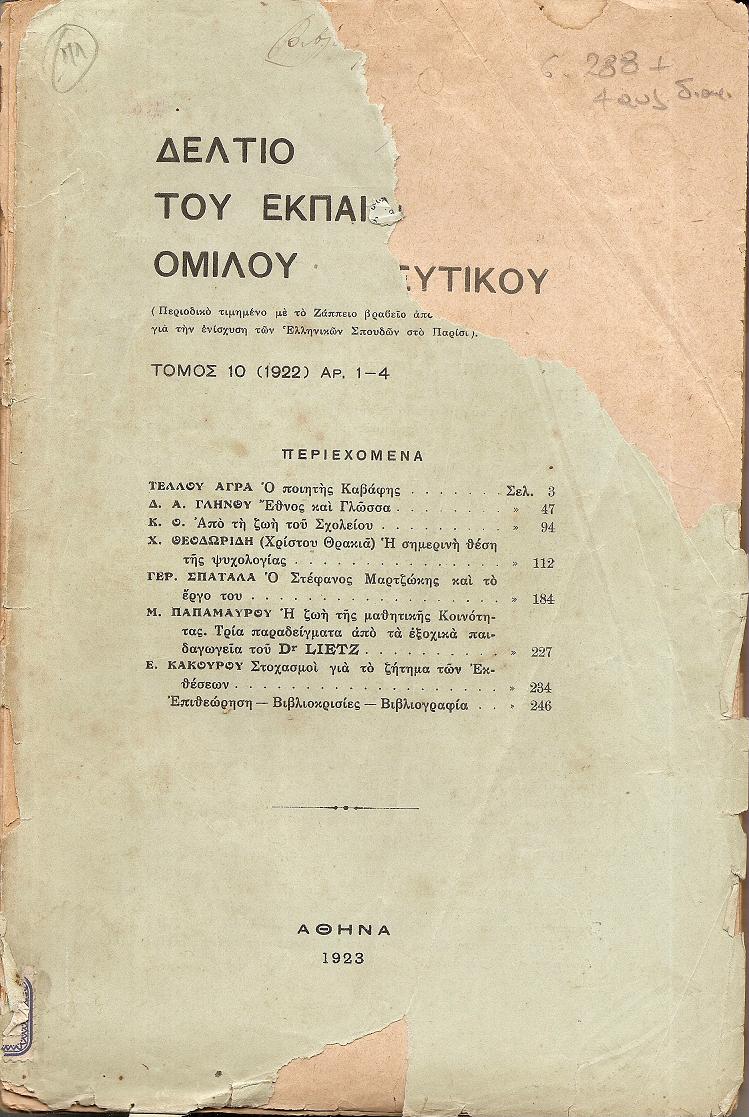 ΔΕΛΤΙΟ
ΤΟΥ ΕΚΠΑΙ
ΟΜΙΛΟΥ ΕΥΤΙΚΟΥ
(Περιοδικὸ τιμημένο μὲ τὸ Ζάππειο βραβεῖο ἀπὸ
γιὰ τὴν ἐνίσχυση τῶν Ἑλληνικῶν Σπουδῶν στὸ Παρίσι).
ΤΟΜΟΣ 10 (1922) ΑΡ. 1–4
ΠΕΡΙΕΧΟΜΕΝΑ
ΤΕΛΛΟΥ ΑΓΡΑ Ὁ ποιητὴς Καβάφης . . . . . . . Σελ. 3
Δ. Α. ΓΛΗΝΟΥ Ἔθνος καὶ Γλῶσσα . . . . . . . . » 47
Κ. Θ. Ἀπὸ τὴ ζωὴ τοῦ Σχολείου . . . . . . . . . » 94
Χ. ΘΕΟΔΩΡΙΔΗ (Χρίστου Θρακιᾶ) Ἡ σημερινὴ θέση
τῆς ψυχολογίας . . . . . . . . . . . . . . » 112
ΓΕΡ. ΣΠΑΤΑΛΑ Ὁ Στέφανος Μαρτζώκης καὶ τὸ
ἔργο του . . . . . . . . . . . . . . . . . » 184
Μ. ΠΑΠΑΜΑΥΡΟΥ Ἡ ζωὴ τῆς μαθητικῆς Κοινότη-
τας. Τρία παραδείγματα ἀπὸ τὰ ἐξοχικὰ παι-
δαγωγεῖα τοῦ Dr LIETZ . . . . . . . . . . » 227
Ε. ΚΑΚΟΥΡΟΥ Στοχασμοὶ γιὰ τὸ ζήτημα τῶν Ἐκ-
θέσεων . . . . . . . . . . . . . . . . . . » 234
Ἐπιθεώρηση — Βιβλιοκρισίες — Βιβλιογραφία . . » 246
ΑΘΗΝΑ
1923